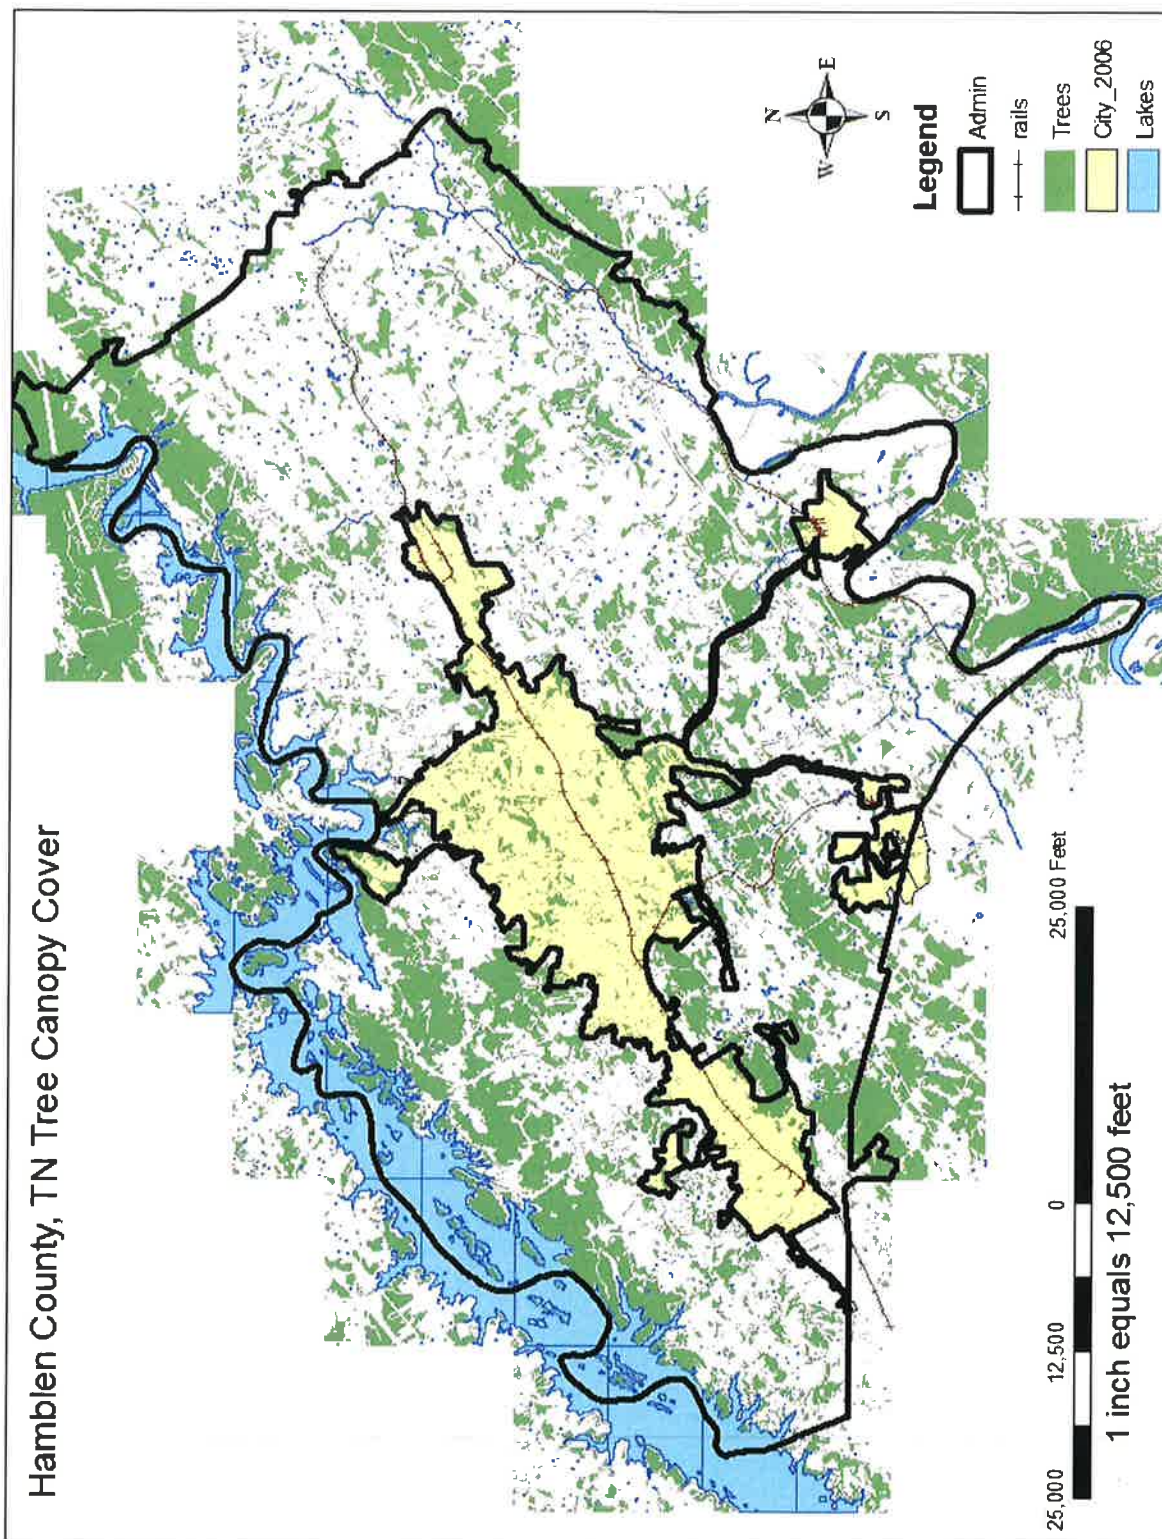 Hamblen County, TN Tree Canopy Cover
N
W
E
S
Legend
Admin
rails
Trees
City_2006
Lakes
25,000
12,500
0
25,000 Feet
1 inch equals 12,500 feet